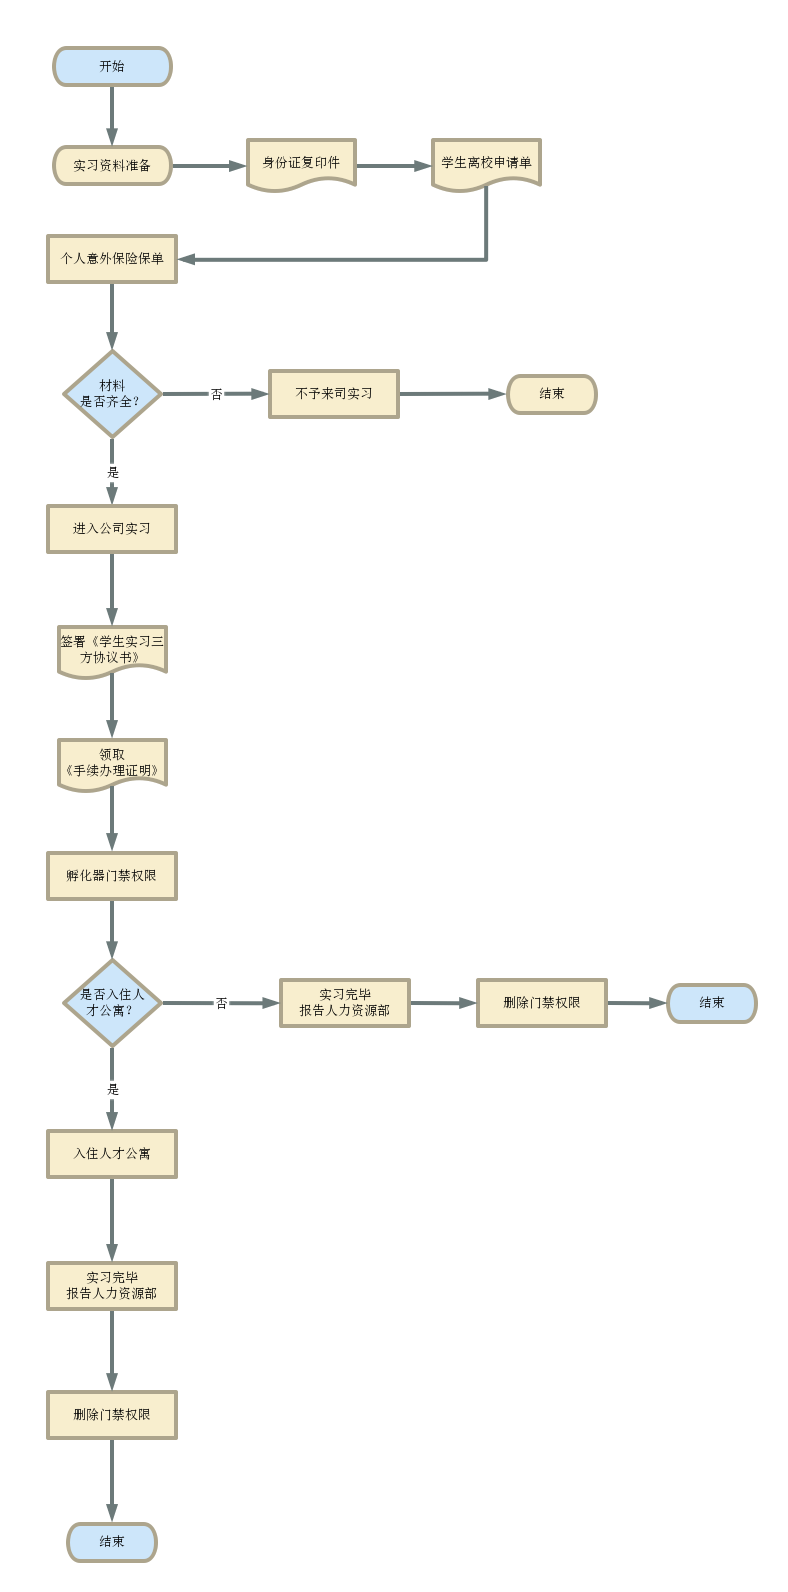 开始
实习资料准备
身份证复印件
学生离校申请单
个人意外保险保单
材料
是否齐全？
否
不予来司实习
结束
是
进入公司实习
签署《学生实习三
方协议书》
领取
《手续办理证明》
孵化器门禁权限
是否入住人
才公寓？
否
实习完毕
报告人力资源部
删除门禁权限
结束
是
入住人才公寓
实习完毕
报告人力资源部
删除门禁权限
结束